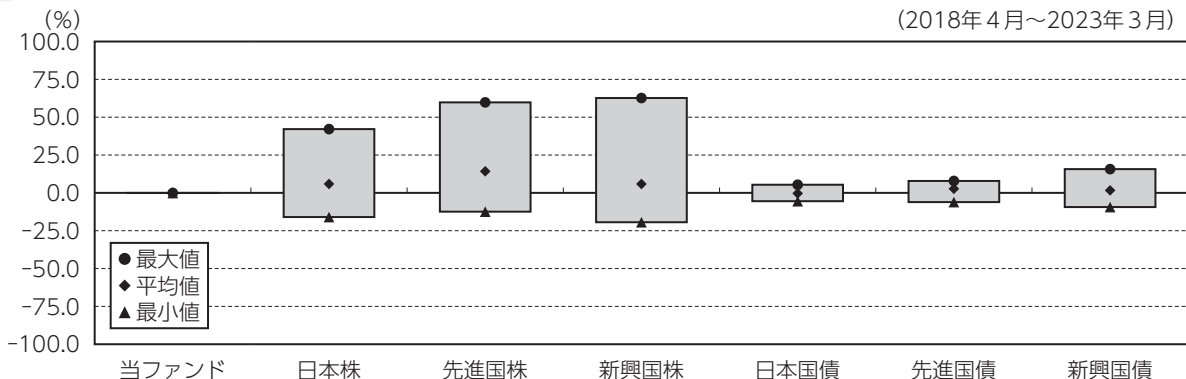 (%)
(2018年4月～2023年3月)
100.0
75.0
50.0
25.0
0.0
-25.0
-50.0
-75.0
-100.0
●最大値
◆平均値
▲最小値
当ファンド 日本株 先進国株 新興国株 日本国債 先進国債 新興国債